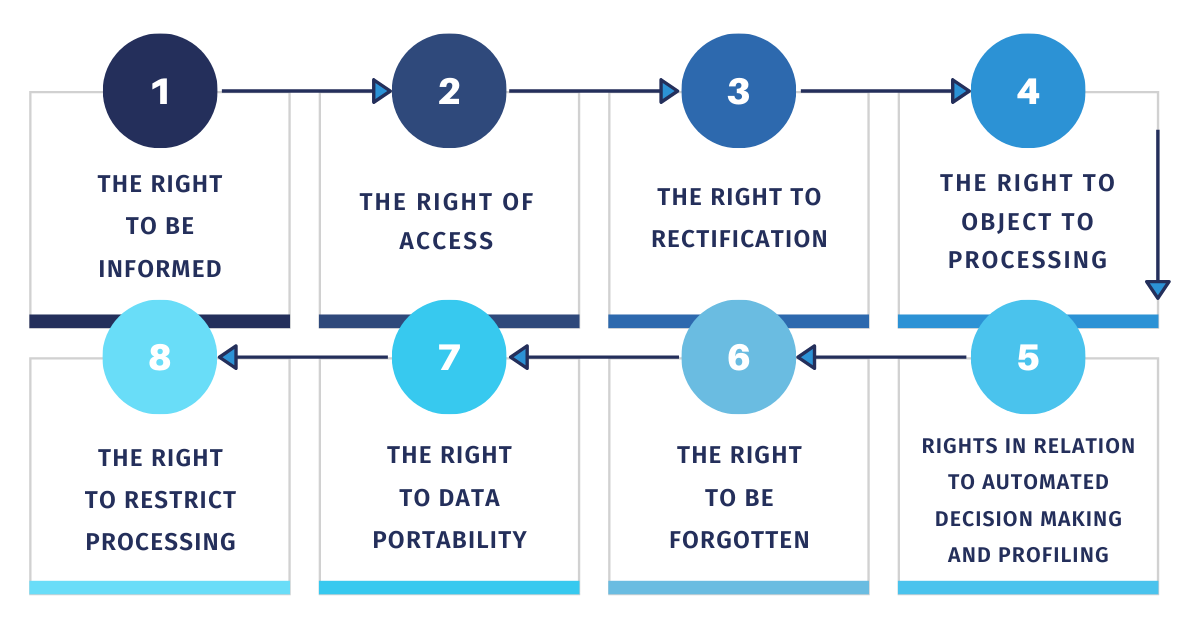 1
THE RIGHT
TO BE
INFORMED
2
THE RIGHT OF
ACCESS
3
THE RIGHT TO
RECTIFICATION
4
THE RIGHT TO
OBJECT TO
PROCESSING
5
RIGHTS IN RELATION
TO AUTOMATED
DECISION MAKING
AND PROFILING
6
THE RIGHT
TO BE
FORGOTTEN
7
THE RIGHT
TO DATA
PORTABILITY
8
THE RIGHT
TO RESTRICT
PROCESSING